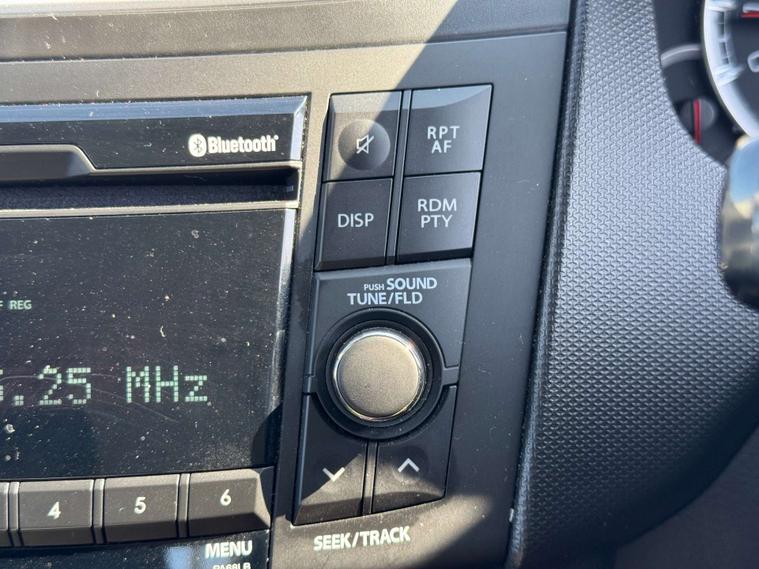 Bluetooth
RPT
AF
DISP
RDM
PTY
PUSH SOUND
TUNE/FLD
REG
.25 MHz
4
5
6
SEEK/TRACK
MENU